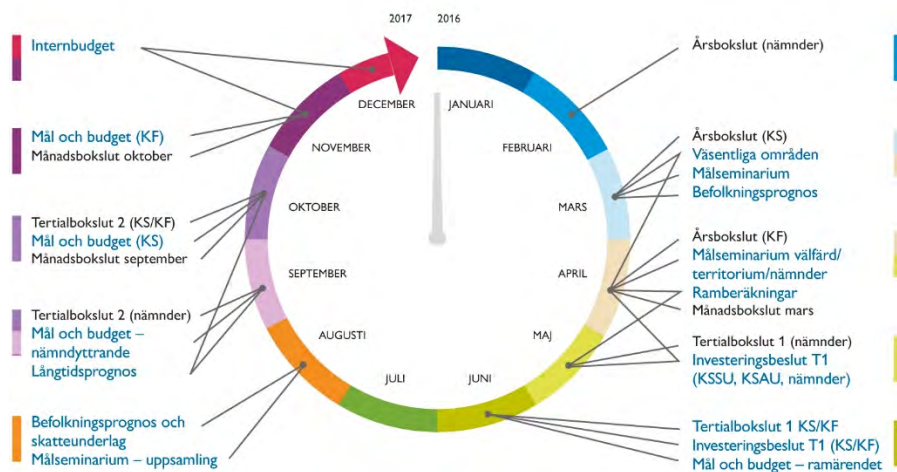 2017 2016
Internbudget
Mål och budget (KF)
Månadsbokslut oktober
Tertialbokslut 2 (KS/KF)
Mål och budget (KS)
Månadsbokslut september
Tertialbokslut 2 (nämnder)
Mål och budget –
nämndyttrande
Långtidsprognos
Befolkningsprognos och
skatteunderlag
Målseminarium – uppsamling
DECEMBER
JANUARI
NOVEMBER
FEBRUARI
OKTOBER
MARS
SEPTEMBER
APRIL
AUGUSTI
MAJ
JULI
JUNI
Årsbokslut (nämnder)
Årsbokslut (KS)
Väsentliga områden
Målseminarium
Befolkningsprognos
Årsbokslut (KF)
Målseminarium välfärd/
territorium/nämnder
Ramberäkningar
Månadsbokslut mars
Tertialbokslut 1 (nämnder)
Investeringsbeslut T1
(KSSU, KSAU, nämnder)
Tertialbokslut 1 KS/KF
Investeringsbeslut T1 (KS/KF)
Mål och budget – ramärendet